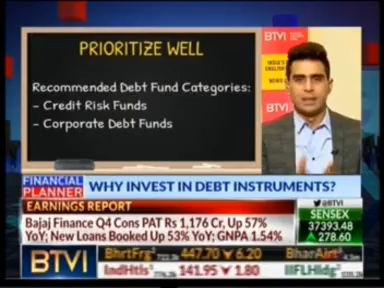 PRIORITIZE WELL
Recommended Debt Fund Categories:
- Credit Risk Funds
- Corporate Debt Funds
BTVI
FINANCIAL
PLANNER
WHY INVEST IN DEBT INSTRUMENTS?
@BTVI
EARNINGS REPORT
Bajaj Finance Q4 Cons PAT Rs 1,176 Cr, Up 57%
YoY; New Loans Booked Up 53% YoY; GNPA 1.54%
SENSEX
37393.48
278.60
BTVI
BhrtFrg 447.70 6.20 BhartiAirt
IndHtls 141.95 1.80 IIFLHldg